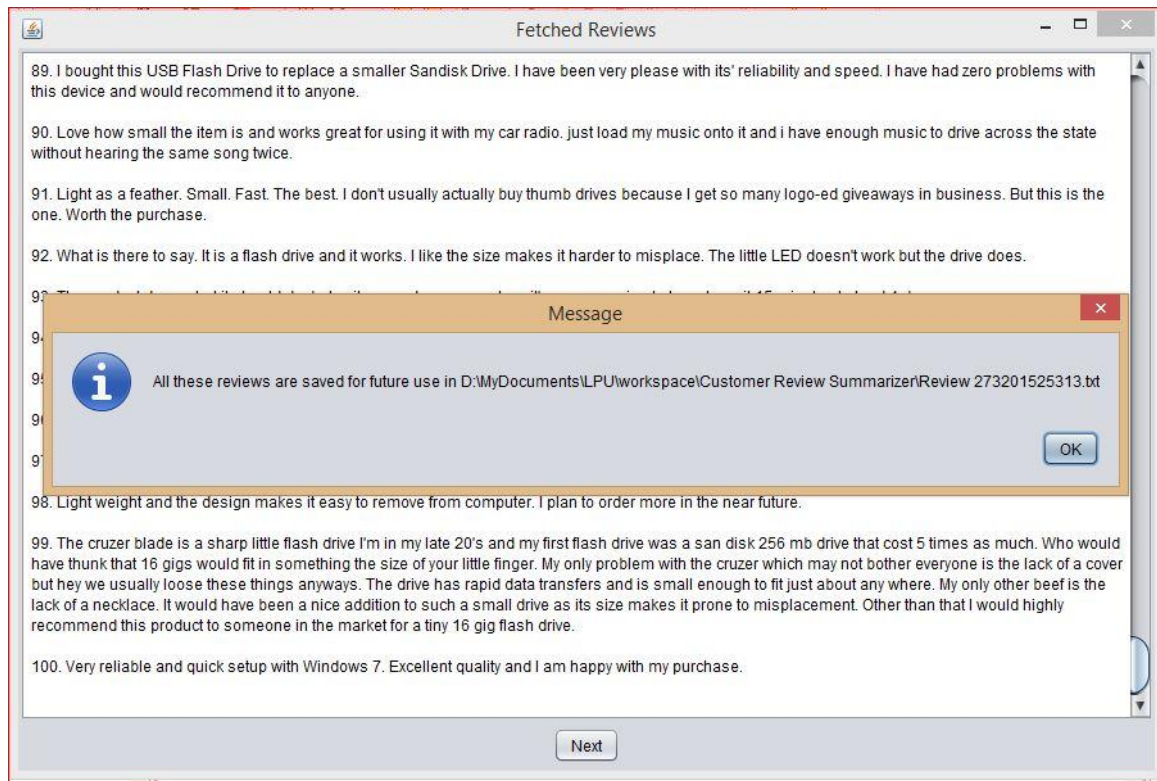 Fetched Reviews
89. I bought this USB Flash Drive to replace a smaller Sandisk Drive. I have been very please with its' reliability and speed. I have had zero problems with
this device and would recommend it to anyone.
90. Love how small the item is and works great for using it with my car radio. just load my music onto it and i have enough music to drive across the state
without hearing the same song twice.
91. Light as a feather. Small. Fast. The best. I don't usually actually buy thumb drives because I get so many logo-ed giveaways in business. But this is the
one. Worth the purchase.
92. What is there to say. It is a flash drive and it works. I like the size makes it harder to misplace. The little LED doesn't work but the drive does.
Message
All these reviews are saved for future use in D:\MyDocuments\LPU\workspace\Customer Review Summarizer\Review 273201525313.txt
OK
98. Light weight and the design makes it easy to remove from computer. I plan to order more in the near future.
99. The cruzer blade is a sharp little flash drive I'm in my late 20's and my first flash drive was a san disk 256 mb drive that cost 5 times as much. Who would
have thunk that 16 gigs would fit in something the size of your little finger. My only problem with the cruzer which may not bother everyone is the lack of a cover
but hey we usually loose these things anyways. The drive has rapid data transfers and is small enough to fit just about any where. My only other beef is the
lack of a necklace. It would have been a nice addition to such a small drive as its size makes it prone to misplacement. Other than that I would highly
recommend this product to someone in the market for a tiny 16 gig flash drive.
100. Very reliable and quick setup with Windows 7. Excellent quality and I am happy with my purchase.
Next